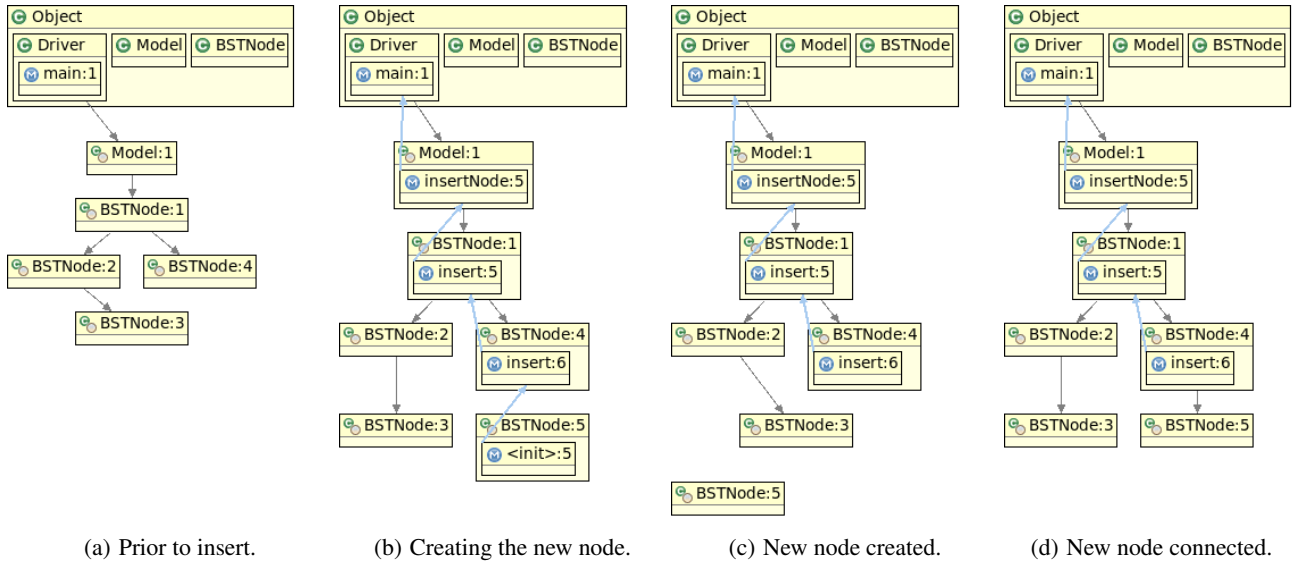 Object
Driver
Model
BSTNode
main:1
Model:1
BSTNode:1
BSTNode:2
BSTNode:4
BSTNode:3
(a) Prior to insert.
Object
Driver
Model
BSTNode
main:1
Model:1
insertNode:5
BSTNode:1
insert:5
BSTNode:2
BSTNode:4
insert:6
BSTNode:3
BSTNode:5
<init>:5
(b) Creating the new node.
Object
Driver
Model
BSTNode
main:1
Model:1
insertNode:5
BSTNode:1
insert:5
BSTNode:2
BSTNode:4
insert:6
BSTNode:3
BSTNode:5
(c) New node created.
Object
Driver
Model
BSTNode
main:1
Model:1
insertNode:5
BSTNode:1
insert:5
BSTNode:2
BSTNode:4
insert:6
BSTNode:3
BSTNode:5
(d) New node connected.